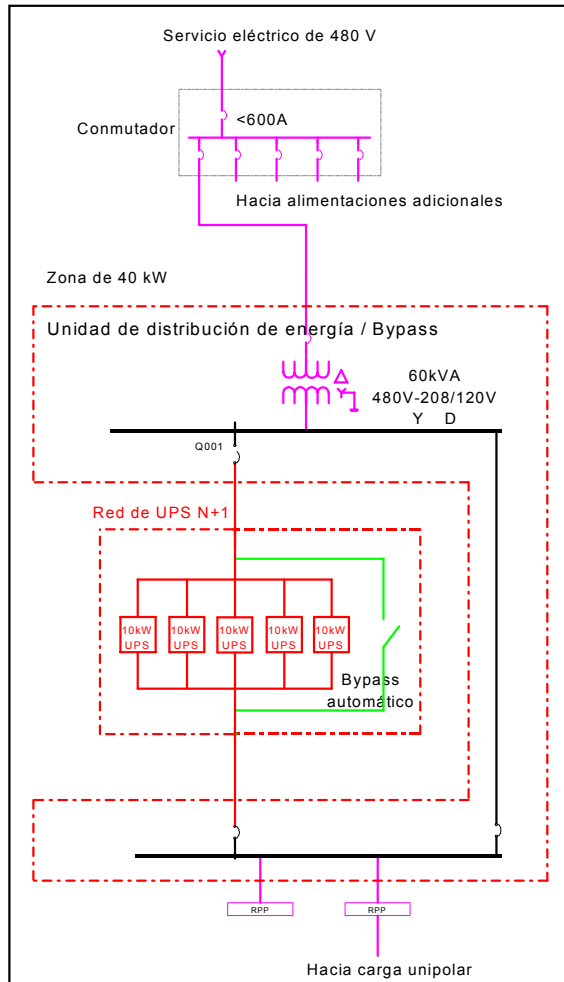 Servicio eléctrico de 480 V
<600A
Conmutador
Hacia alimentaciones adicionales
Zona de 40 kW
Unidad de distribución de energía / Bypass
60kVA
480V-208/120V
Y D
Q001
Red de UPS N+1
10kW 10kW 10kW 10kW 10kW
UPS UPS UPS UPS UPS
Bypass
automático
RPP RPP
Hacia carga unipolar